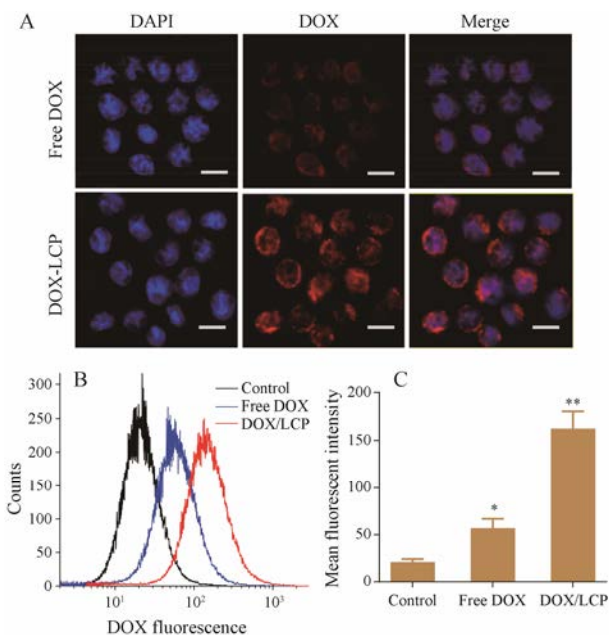 A
DAPI
DOX
Merge
Free DOX
DOX-LCP
B
Control
Free DOX
DOX/LCP
300
250
200
150
100
50
0
Counts
10¹
10²
10³
DOX fluorescence
C
200
150
100
50
0
Mean fluorescent intensity
*
**
Control
Free DOX
DOX/LCP